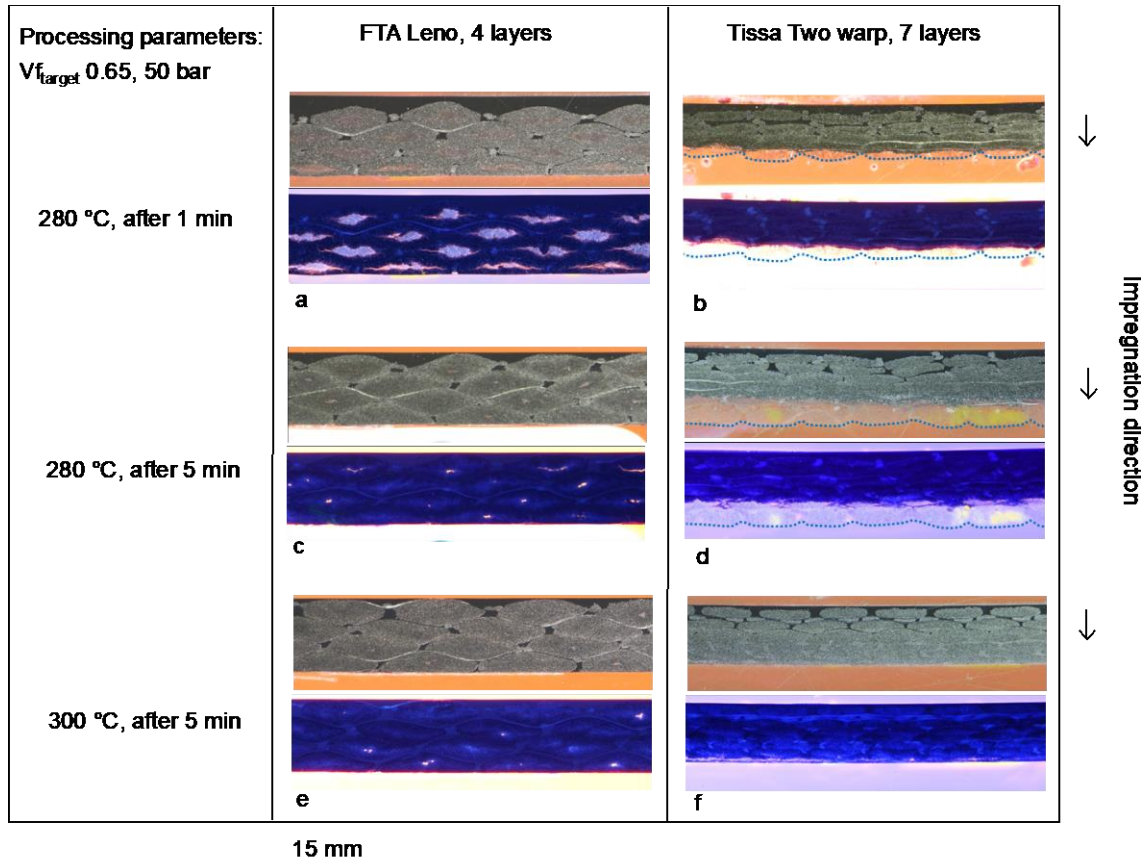 Processing parameters:
Vf_target 0.65, 50 bar
FTA Leno, 4 layers
Tissa Two warp, 7 layers
280 °C, after 1 min
a
b
280 °C, after 5 min
c
d
300 °C, after 5 min
e
f
Impregnation direction
15 mm